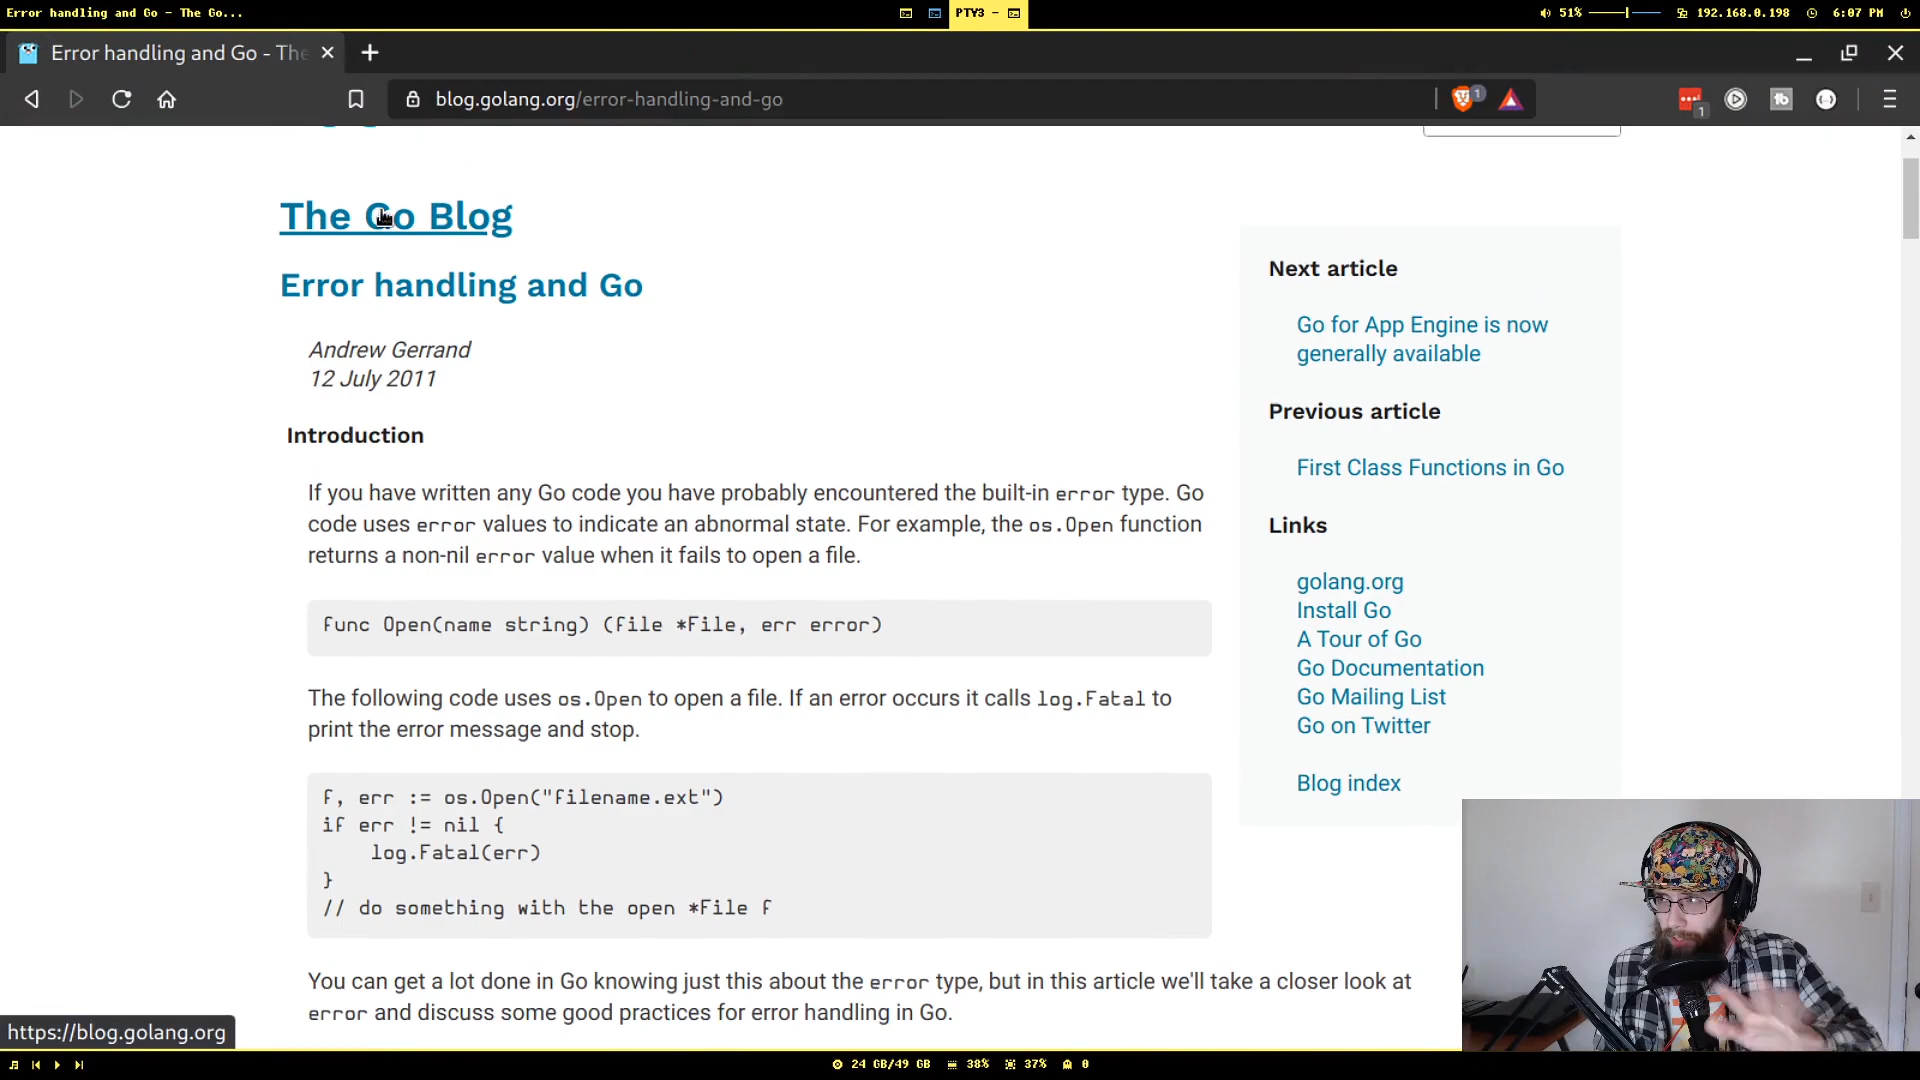 Error handling and Go - The Go...
PTY3 -
51%
192.168.0.198
6:07 PM
Error handling and Go - The
blog.golang.org/error-handling-and-go
1
1
The Go Blog
Error handling and Go
Andrew Gerrand
12 July 2011
Introduction
If you have written any Go code you have probably encountered the built-in error type. Go
code uses error values to indicate an abnormal state. For example, the os.Open function
returns a non-nil error value when it fails to open a file.
func Open(name string) (file *File, err error)
The following code uses os.Open to open a file. If an error occurs it calls log.Fatal to
print the error message and stop.
f, err := os.Open("filename.ext")
if err != nil {
log.Fatal(err)
}
// do something with the open *File f
You can get a lot done in Go knowing just this about the error type, but in this article we'll take a closer look at
error and discuss some good practices for error handling in Go.
Next article
Go for App Engine is now
generally available
Previous article
First Class Functions in Go
Links
golang.org
Install Go
A Tour of Go
Go Documentation
Go Mailing List
Go on Twitter
Blog index
https://blog.golang.org
24 GB/49 GB
38%
37%
0